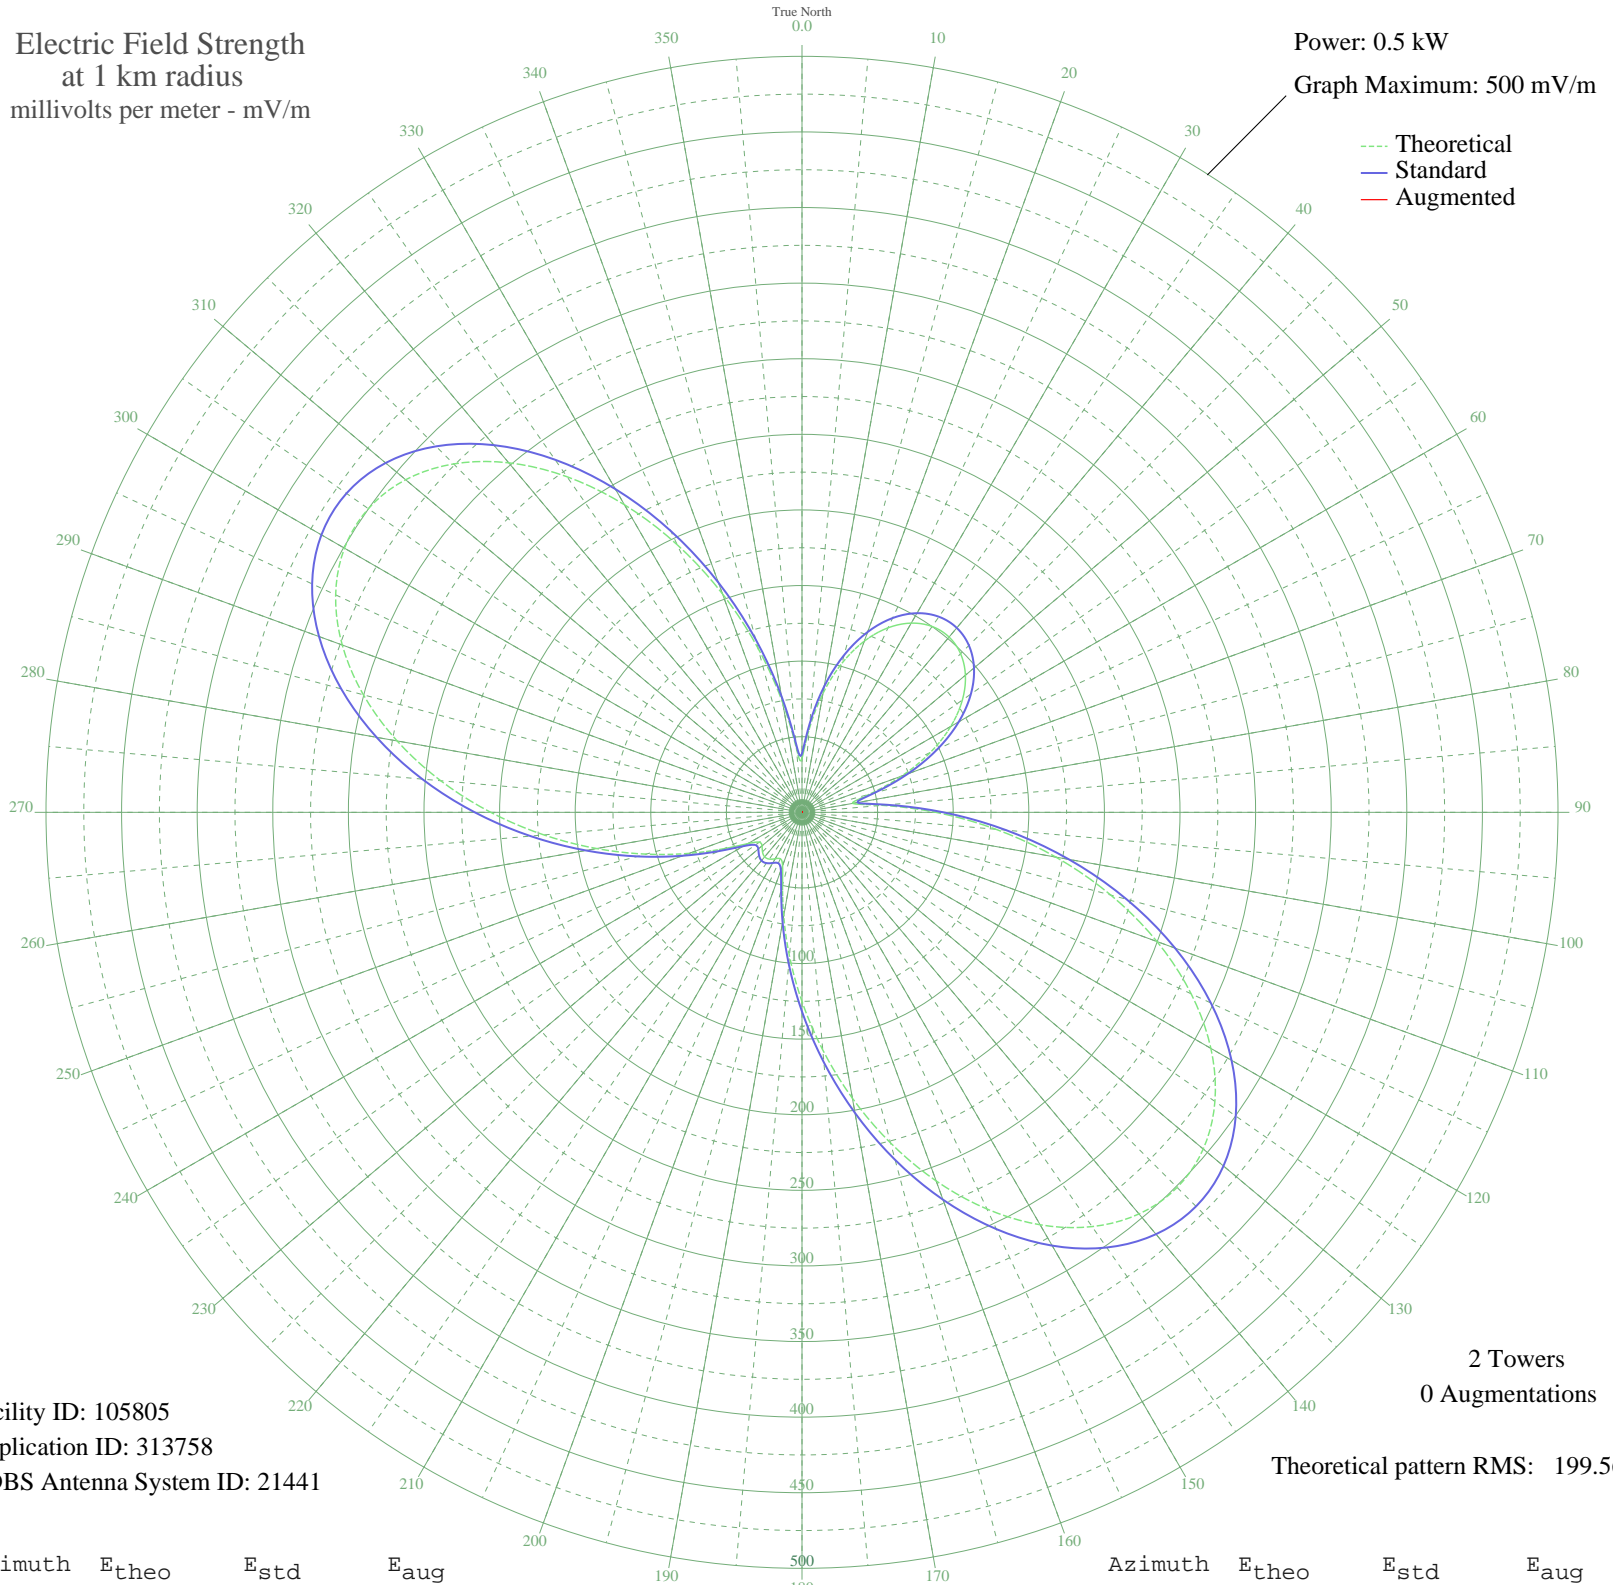 True North
Electric Field Strength
at 1 km radius
millivolts per meter - mV/m
Power: 0.5 kW
Graph Maximum: 500 mV/m
Theoretical
Standard
Augmented
0.0
10
20
30
40
50
60
70
80
90
100
110
120
130
140
150
160
170
190
200
210
220
230
240
250
260
270
280
290
300
310
320
330
340
350
100
150
200
250
300
350
400
450
500
2 Towers
0 Augmentations
cility ID: 105805
plication ID: 313758
DBS Antenna System ID: 21441
Theoretical pattern RMS: 199.5
imuth Etheo Estd Eaug
Azimuth Etheo Estd Eaug